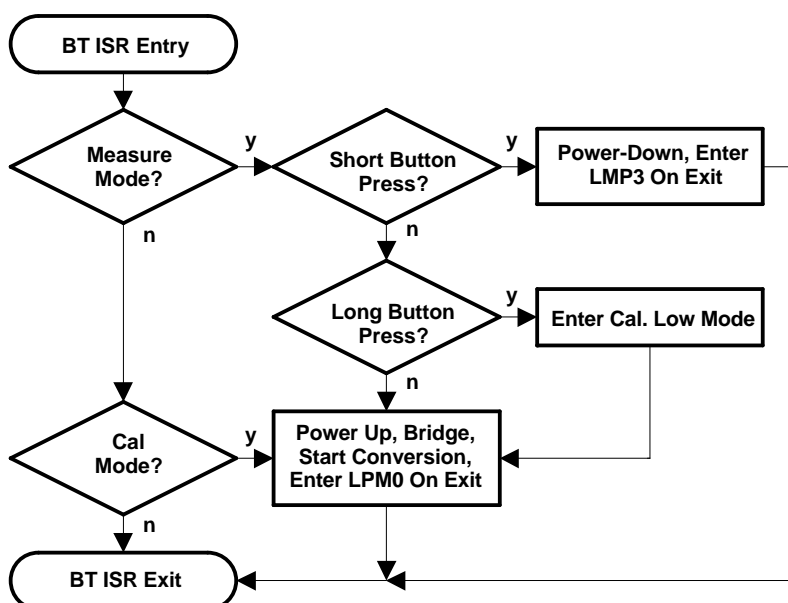 BT ISR Entry
Measure
Mode?
y
Short Button
Press?
y
Power-Down, Enter
LMP3 On Exit
n
n
Long Button
Press?
y
Enter Cal. Low Mode
n
Cal
Mode?
y
Power Up, Bridge,
Start Conversion,
Enter LPM0 On Exit
n
BT ISR Exit